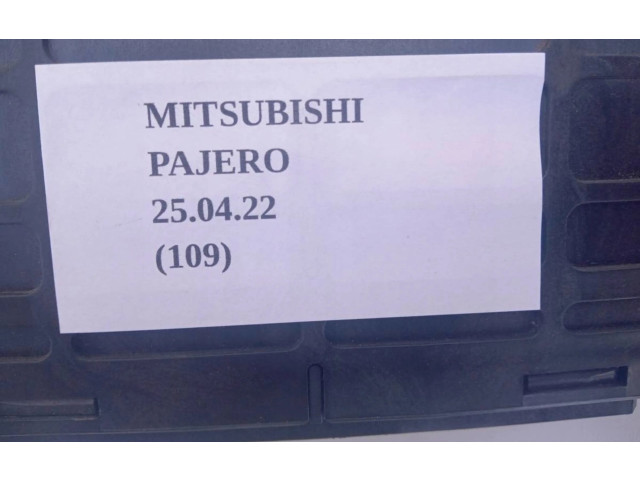 MITSUBISHI
PAJERO
25.04.22
(109)